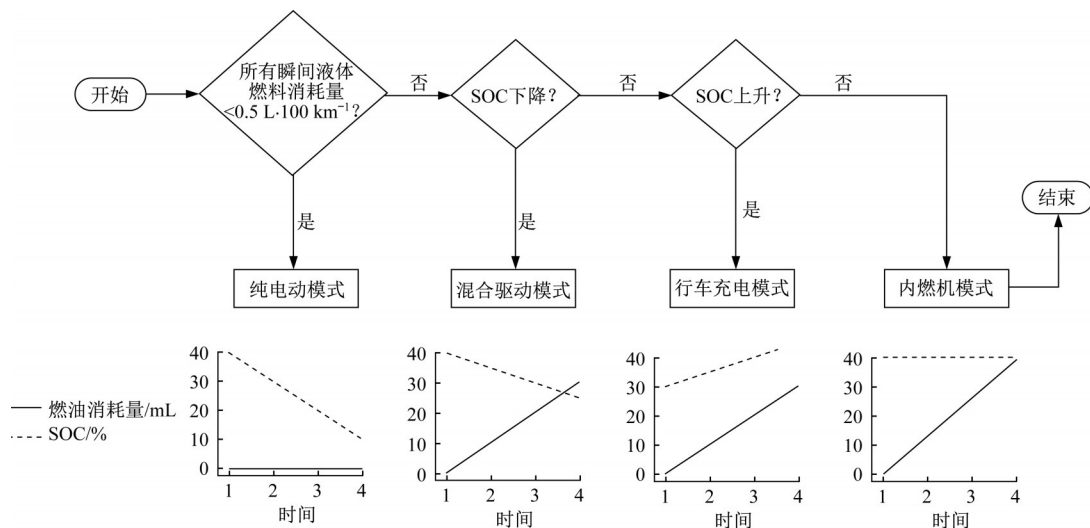 开始
所有瞬间液体
燃料消耗量
<0.5 L·100 km⁻¹?
否
SOC下降?
否
SOC上升?
否
是
是
是
结束
纯电动模式
混合驱动模式
行车充电模式
内燃机模式
燃油消耗量/mL
SOC/%
40
30
20
10
0
1 2 3 4
时间
40
30
20
10
0
1 2 3 4
时间
40
30
20
10
0
1 2 3 4
时间
40
30
20
10
0
1 2 3 4
时间